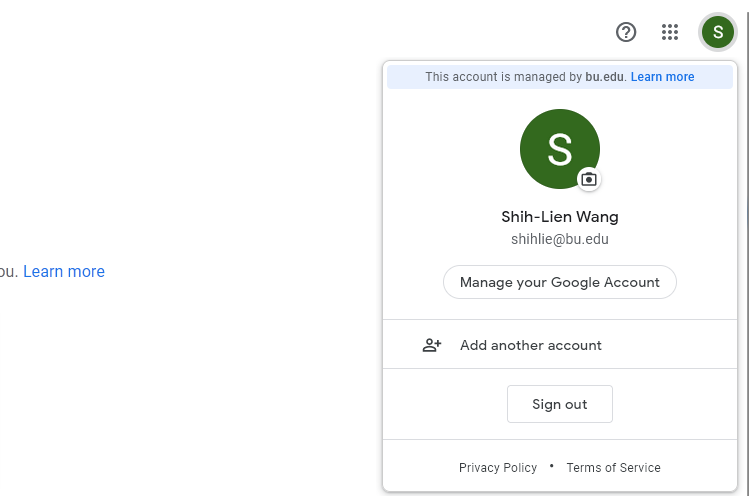 S
This account is managed by bu.edu. Learn more
S
Shih-Lien Wang
shihlie@bu.edu
ou. Learn more
Manage your Google Account
Add another account
Sign out
Privacy Policy • Terms of Service